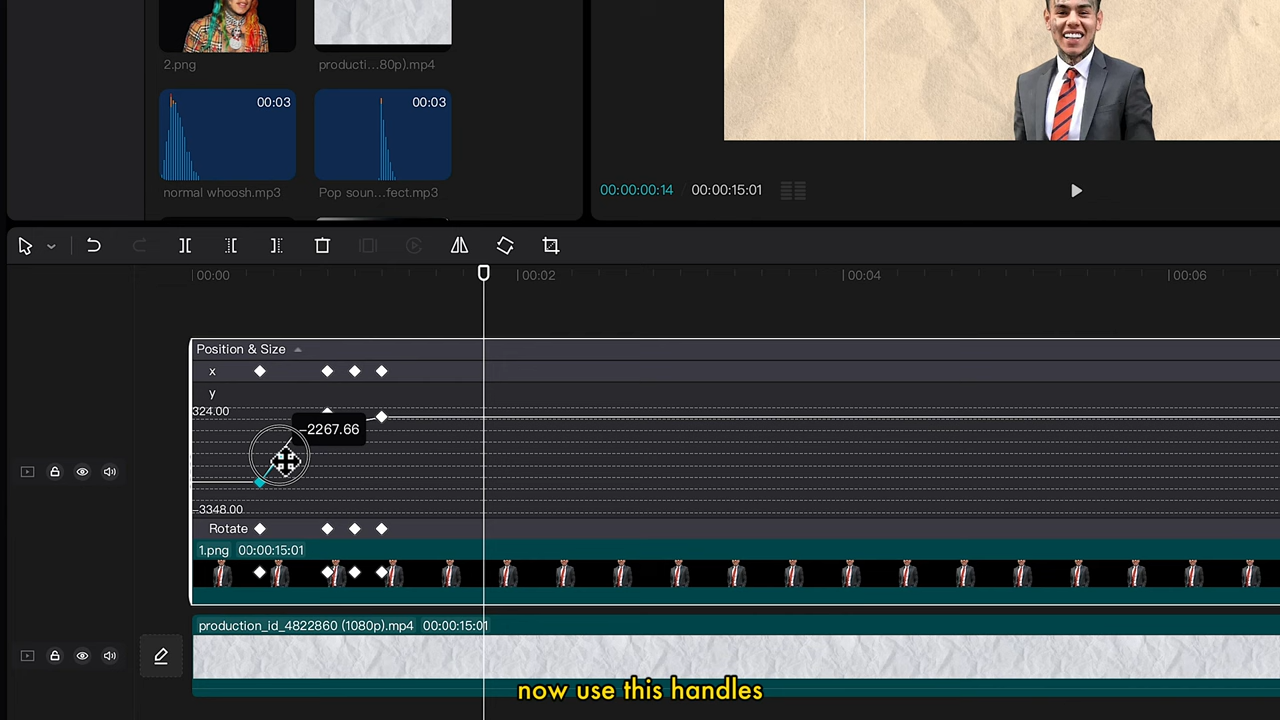 2.png
producti...80p).mp4
00:03
00:03
normal whoosh.mp3
Pop soun...fect.mp3
00:00:00:14
00:00:15:01
00:00
00:02
00:04
00:06
Position & Size
x
y
324.00
-2267.66
-3348.00
Rotate
1.png 00:00:15:01
production_id_4822860 (1080p).mp4 00:00:15:01
now use this handles